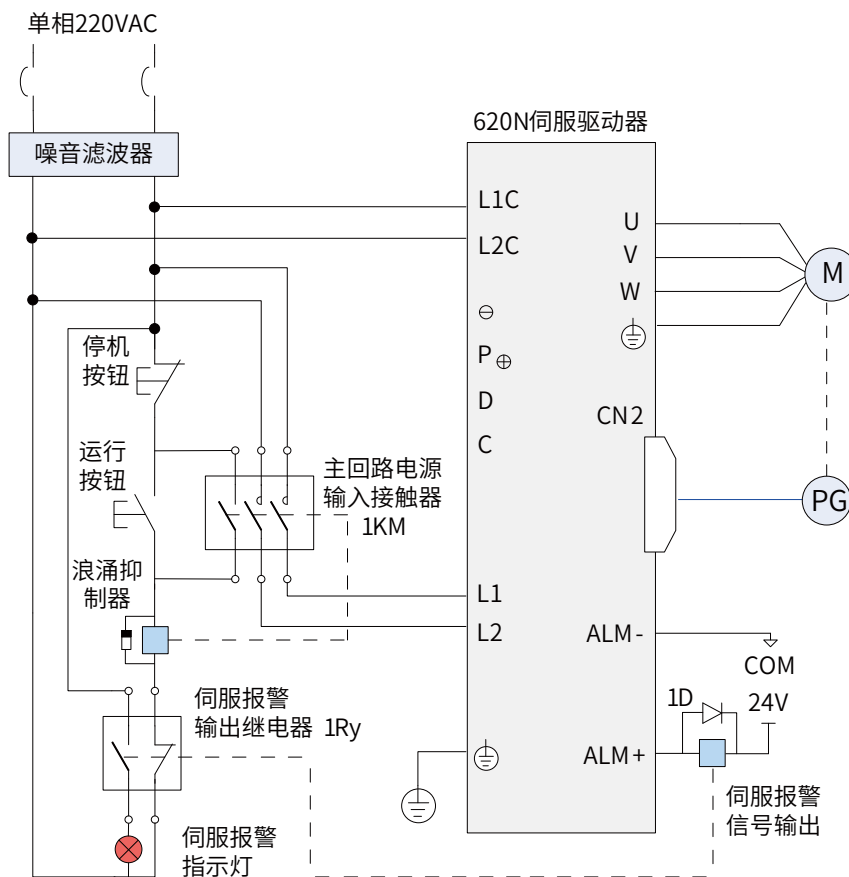 单相220VAC
噪音滤波器
620N伺服驱动器
L1C
L2C
P
D
C
L1
L2
U
V
W
CN2
ALM-
ALM+
M
PG
停机
按钮
运行
按钮
主回路电源
输入接触器
1KM
浪涌抑
制器
COM
24V
1D
伺服报警
输出继电器 1Ry
伺服报警
信号输出
伺服报警
指示灯